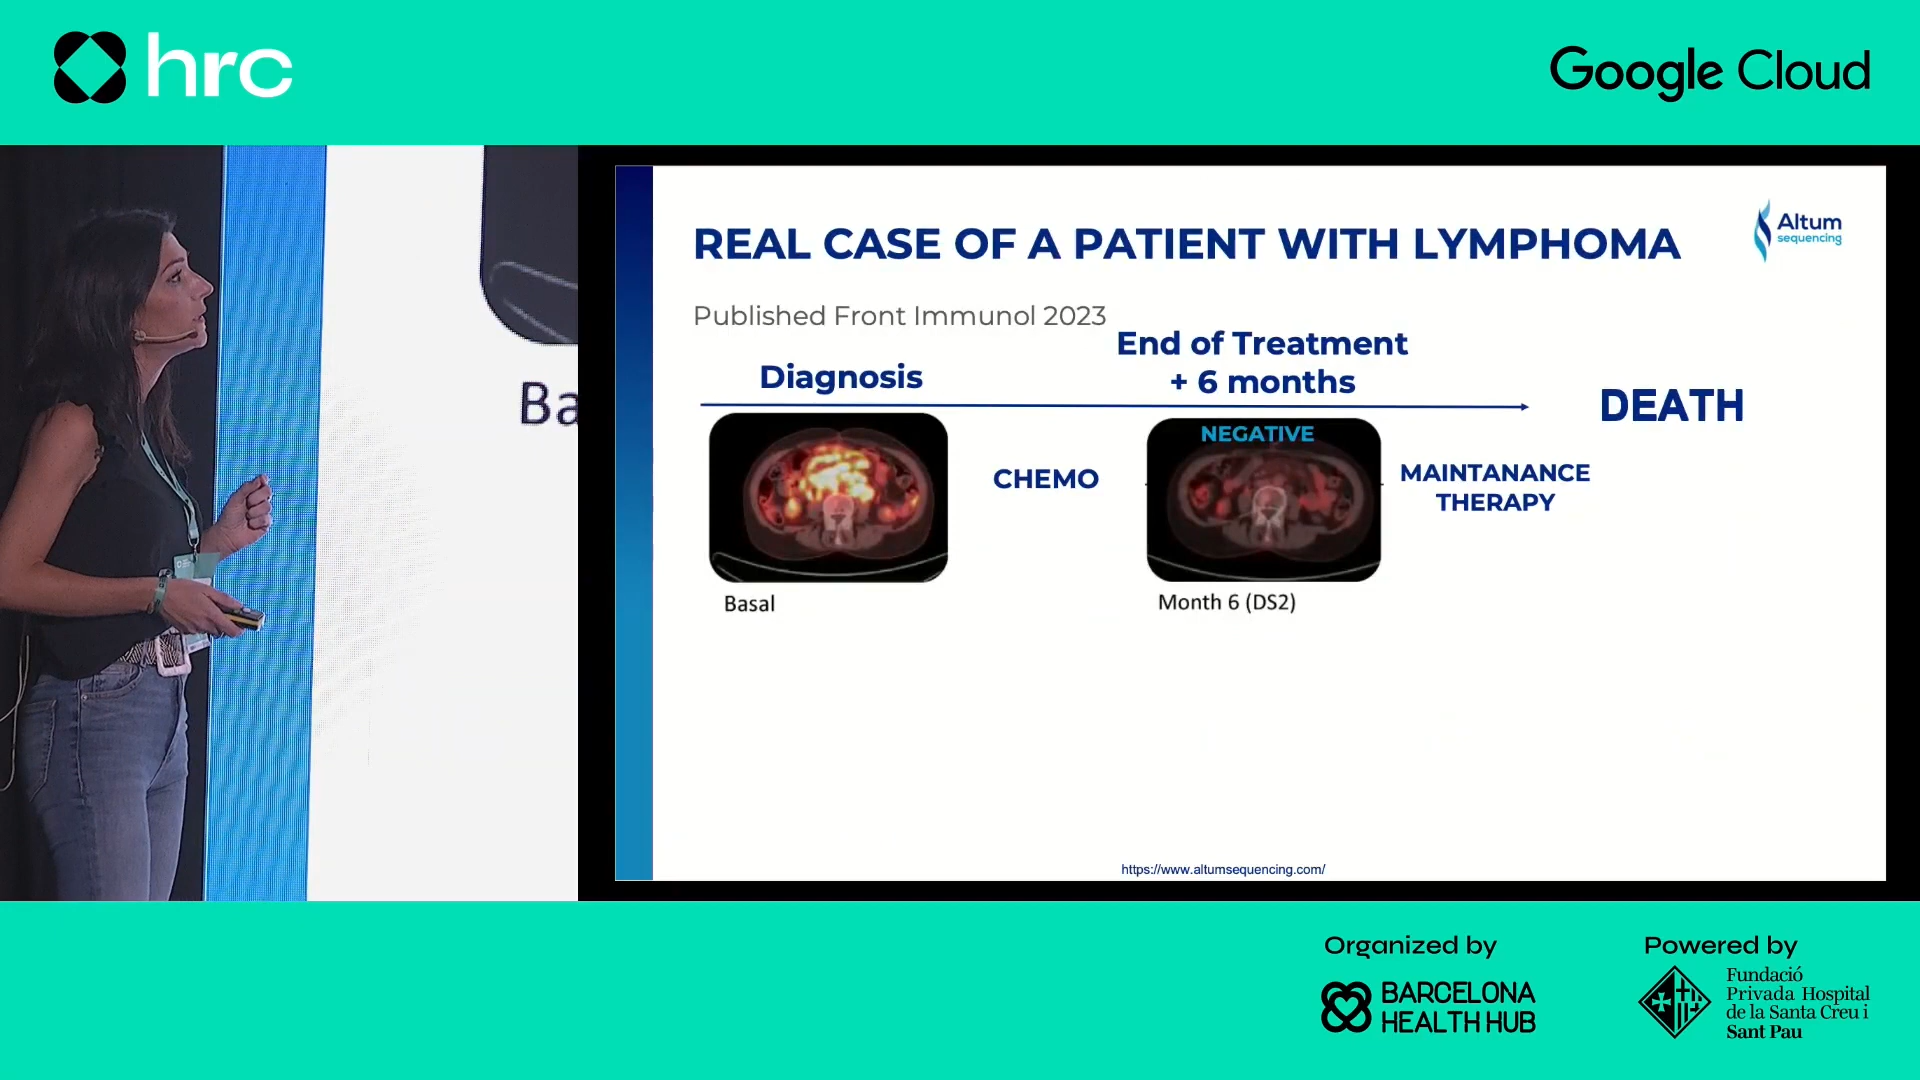 hrc
Google Cloud
Ba
REAL CASE OF A PATIENT WITH LYMPHOMA
Altum
sequencing
Published Front Immunol 2023
End of Treatment
+ 6 months
Diagnosis
DEATH
NEGATIVE
CHEMO
MAINTANANCE
THERAPY
Basal
Month 6 (DS2)
https://www.altumsequencing.com/
Organized by
BARCELONA
HEALTH HUB
Powered by
Fundació
Privada Hospital
de la Santa Creu i
Sant Pau